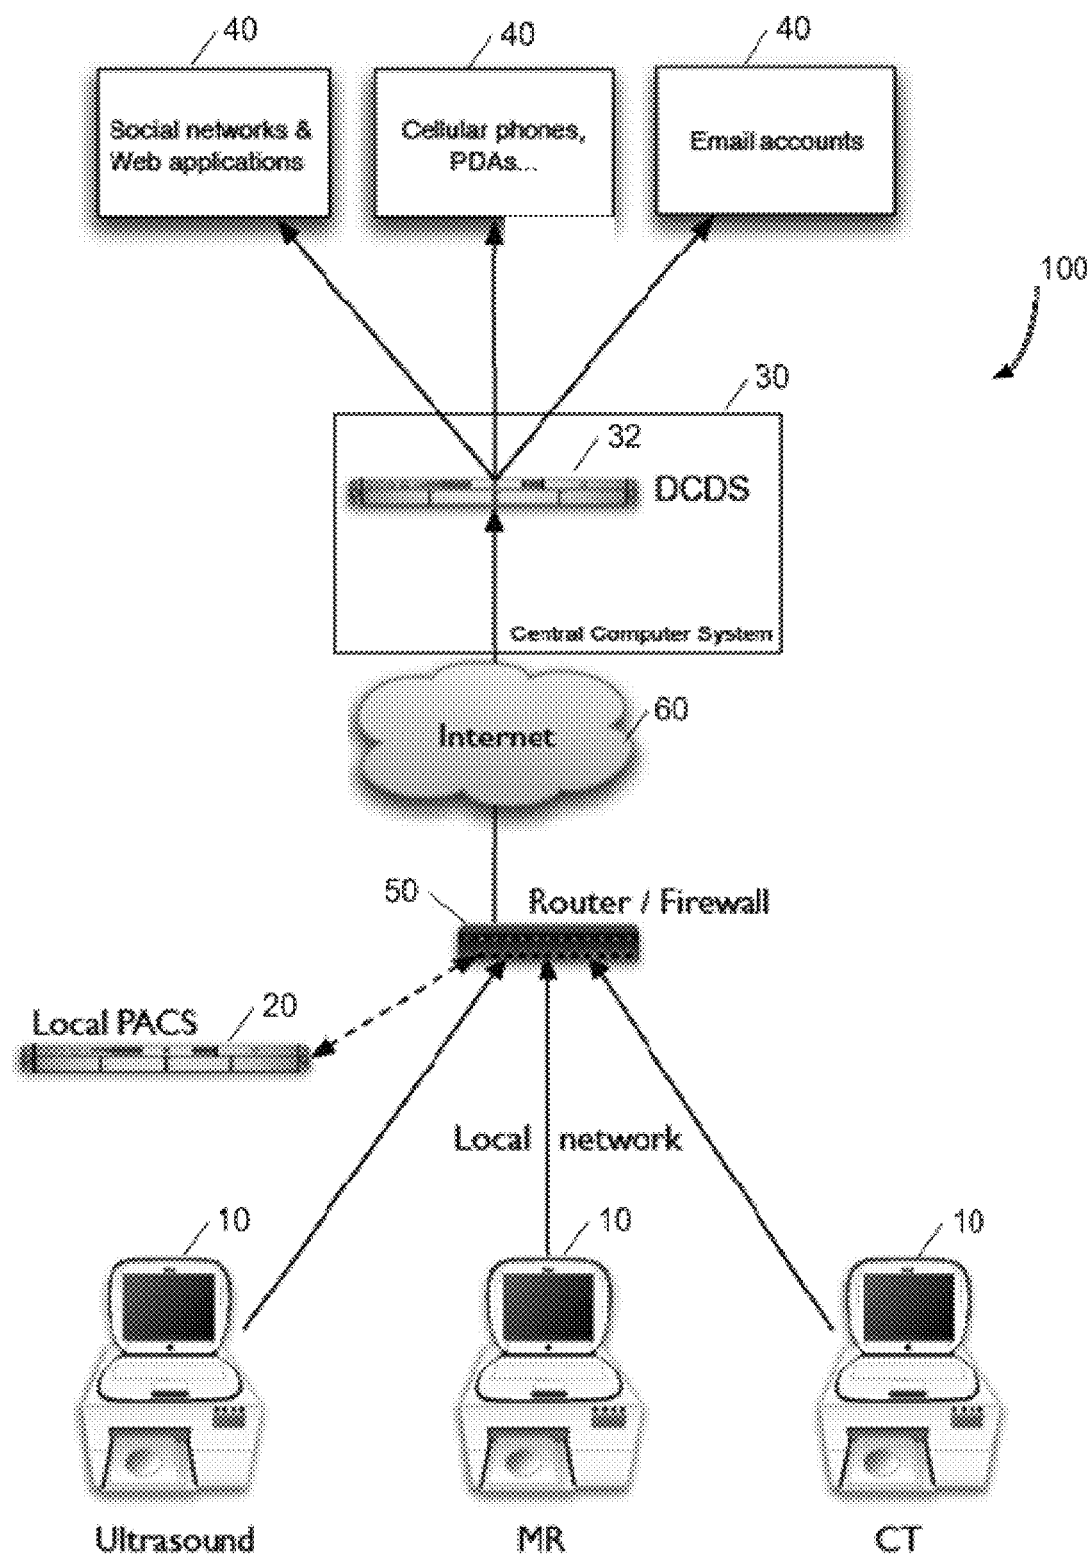 40
40
40
Social networks &
Web applications
Cellular phones,
PDAs...
Email accounts
100
30
32
DCDS
Central Computer System
60
Internet
50
Router / Firewall
20
Local PACS
Local network
10
10
10
Ultrasound
MR
CT